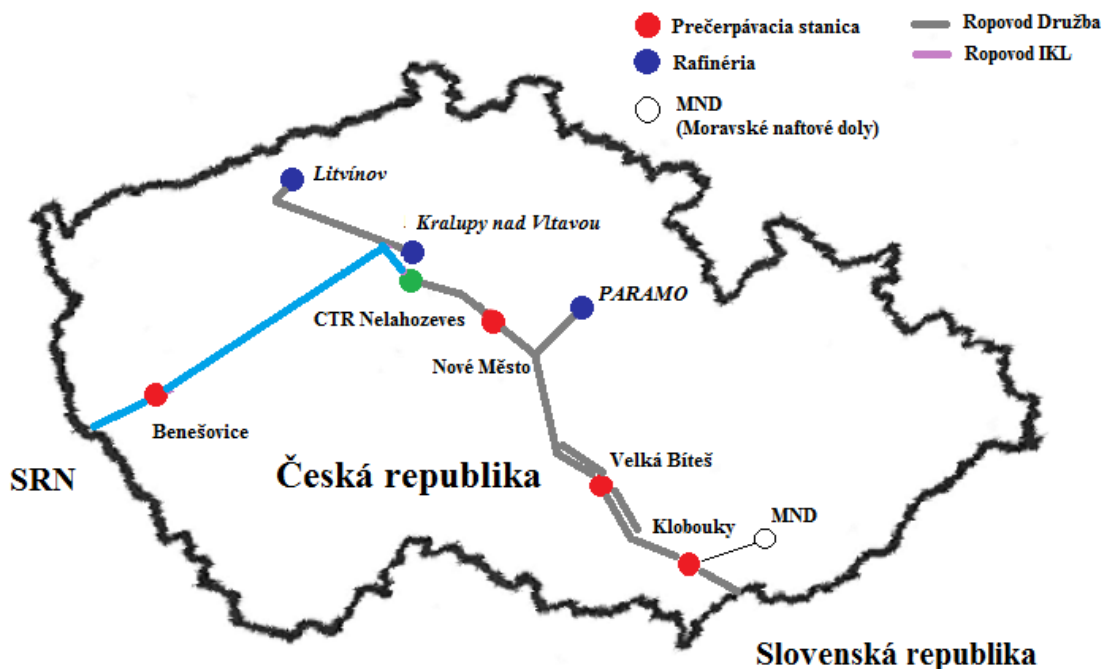 Prečerpávacia stanica
Rafinéria
MND
(Moravské naftové doly)
Ropovod Družba
Ropovod IKL
Litvínov
Kralupy nad Vltavou
PARAMO
CTR Nelahozeves
Nové Město
Benešovice
SRN
Česká republika
Velká Bíteš
Klobouky
MND
Slovenská republika